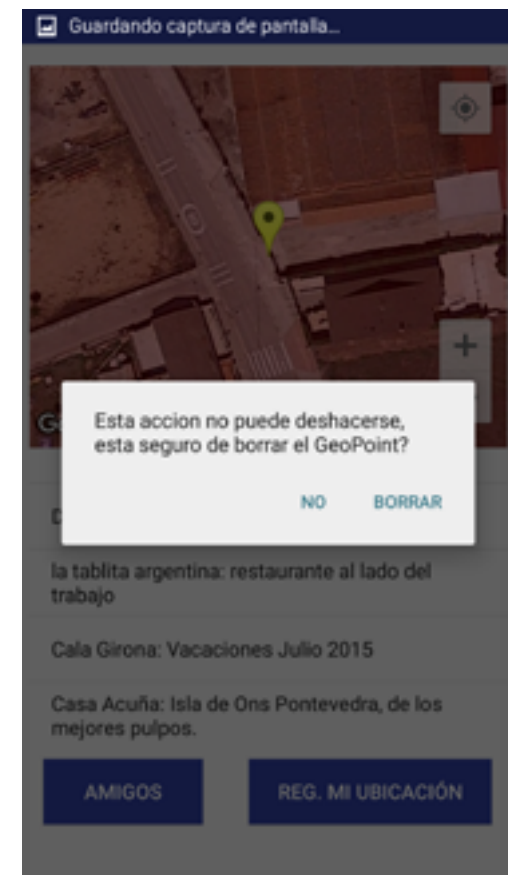 Guardando captura de pantalla...
Esta accion no puede deshacerse,
esta seguro de borrar el GeoPoint?
NO
BORRAR
la tablita argentina: restaurante al lado del
trabajo
Cala Girona: Vacaciones Julio 2015
Casa Acuña: Isla de Ons Pontevedra, de los
mejores pulpos.
AMIGOS
REG. MI UBICACIÓN